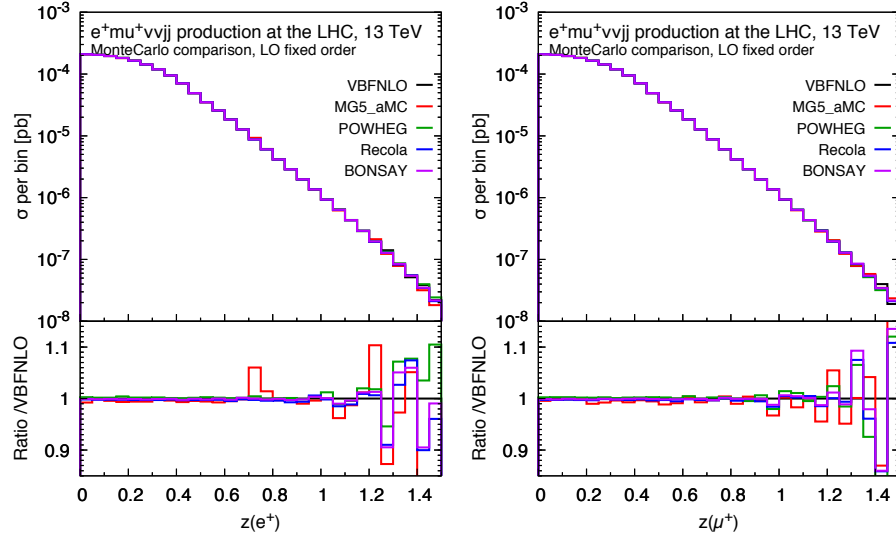 e⁺mu⁺vvjj production at the LHC, 13 TeV
MonteCarlo comparison, LO fixed order
VBFNLO
MG5_aMC
POWHEG
Recola
BONSAY
σ per bin [pb]
10⁻³
10⁻⁴
10⁻⁵
10⁻⁶
10⁻⁷
10⁻⁸
Ratio /VBFNLO
1.1
1
0.9
0 0.2 0.4 0.6 0.8 1 1.2 1.4
z(e⁺)
e⁺mu⁺vvjj production at the LHC, 13 TeV
MonteCarlo comparison, LO fixed order
VBFNLO
MG5_aMC
POWHEG
Recola
BONSAY
σ per bin [pb]
10⁻³
10⁻⁴
10⁻⁵
10⁻⁶
10⁻⁷
10⁻⁸
Ratio /VBFNLO
1.1
1
0.9
0 0.2 0.4 0.6 0.8 1 1.2 1.4
z(μ⁺)